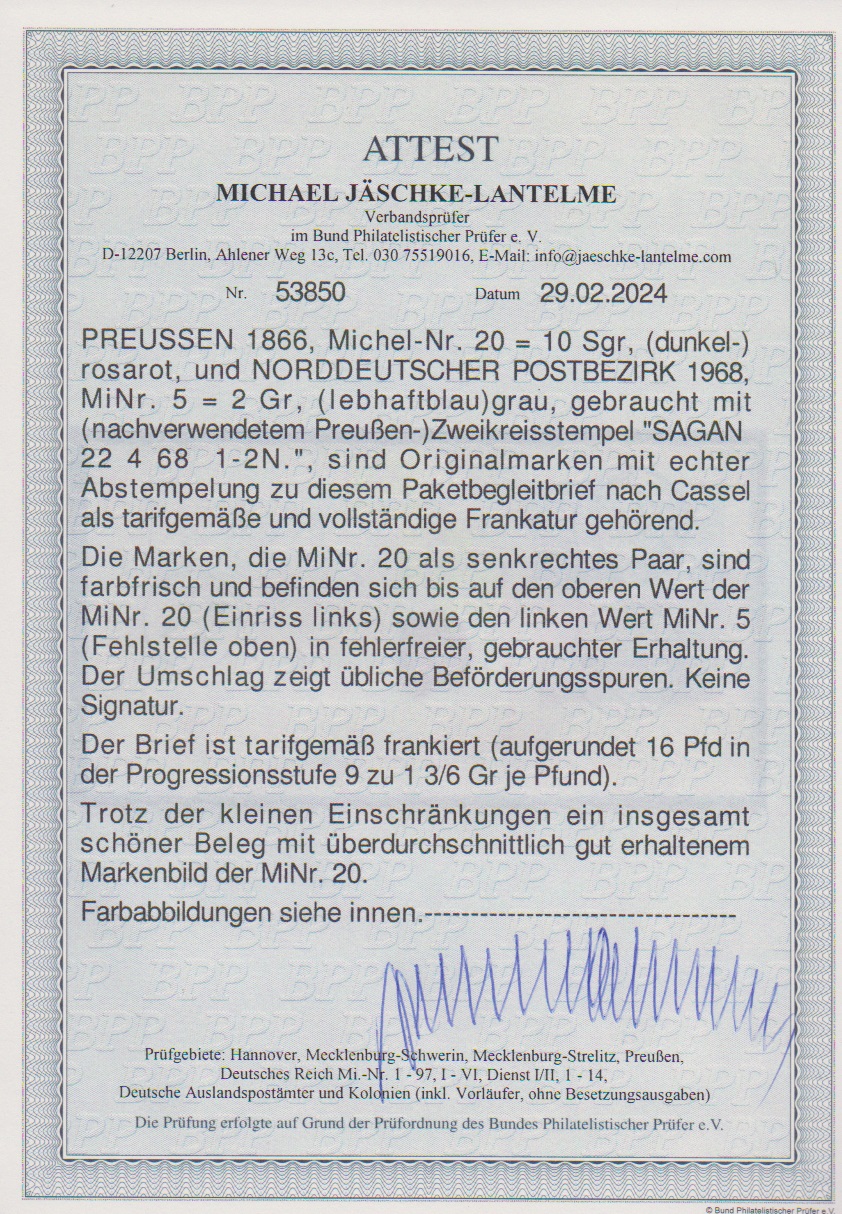 ATTEST
MICHAEL JÄSCHKE-LANTELME
Verbandsprüfer
im Bund Philatelistischer Prüfer e. V.
D-12207 Berlin, Ahlener Weg 13c, Tel. 030 75519016, E-Mail: info@jaeschke-lantelme.com
Nr. 53850 Datum 29.02.2024
PREUSSEN 1866, Michel-Nr. 20 = 10 Sgr, (dunkel-)
rosarot, und NORDDEUTSCHER POSTBEZIRK 1968,
MiNr. 5 = 2 Gr, (lebhaftblau)grau, gebraucht mit
(nachverwendetem Preußen-)Zweikreisstempel "SAGAN
22 4 68 1-2N.", sind Originalmarken mit echter
Abstempelung zu diesem Paketbegleitbrief nach Cassel
als tarifgemäße und vollständige Frankatur gehörend.
Die Marken, die MiNr. 20 als senkrechtes Paar, sind
farbfrisch und befinden sich bis auf den oberen Wert der
MiNr. 20 (Einriss links) sowie den linken Wert MiNr. 5
(Fehlstelle oben) in fehlerfreier, gebrauchter Erhaltung.
Der Umschlag zeigt übliche Beförderungsspuren. Keine
Signatur.
Der Brief ist tarifgemäß frankiert (aufgerundet 16 Pfd in
der Progressionsstufe 9 zu 1 3/6 Gr je Pfund).
Trotz der kleinen Einschränkungen ein insgesamt
schöner Beleg mit überdurchschnittlich gut erhaltenem
Markenbild der MiNr. 20.
Farbabbildungen siehe innen.----------------------------------
Prüfgebiete: Hannover, Mecklenburg-Schwerin, Mecklenburg-Strelitz, Preußen,
Deutsches Reich Mi.-Nr. 1 - 97, I - VI, Dienst I/II, 1 - 14,
Deutsche Auslandspostämter und Kolonien (inkl. Vorläufer, ohne Besetzungsausgaben)
Die Prüfung erfolgte auf Grund der Prüfordnung des Bundes Philatelistischer Prüfer e.V.
© Bund Philatelistischer Prüfer e.V.